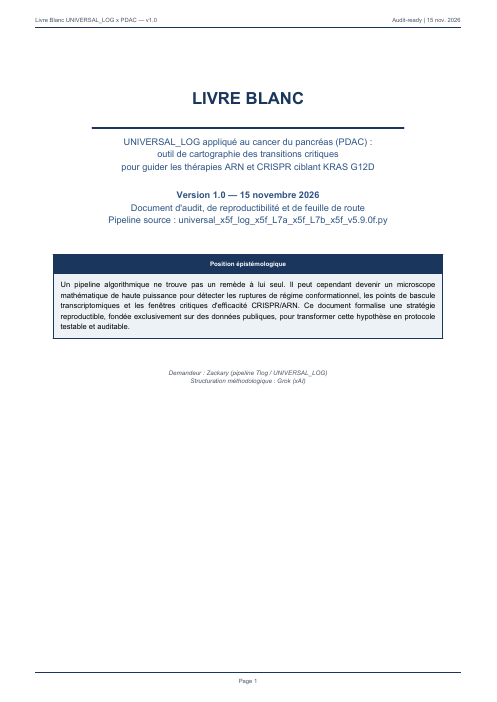 Livre Blanc UNIVERSAL_LOG x PDAC — v1.0
Audit-ready | 15 nov. 2026
LIVRE BLANC
UNIVERSAL_LOG appliqué au cancer du pancréas (PDAC) :
outil de cartographie des transitions critiques
pour guider les thérapies ARN et CRISPR ciblant KRAS G12D
Version 1.0 — 15 novembre 2026
Document d'audit, de reproductibilité et de feuille de route
Pipeline source : universal_x5f_log_x5f_L7a_x5f_L7b_x5f_v5.9.0f.py
Position épistémologique
Un pipeline algorithmique ne trouve pas un remède à lui seul. Il peut cependant devenir un microscope
mathématique de haute puissance pour détecter les ruptures de régime conformationnel, les points de bascule
transcriptomiques et les fenêtres critiques d'efficacité CRISPR/ARN. Ce document formalise une stratégie
reproductible, fondée exclusivement sur des données publiques, pour transformer cette hypothèse en protocole
testable et auditable.
Demandeur : Zackary (pipeline Tlog / UNIVERSAL_LOG)
Structuration méthodologique : Grok (xAI)
Page 1